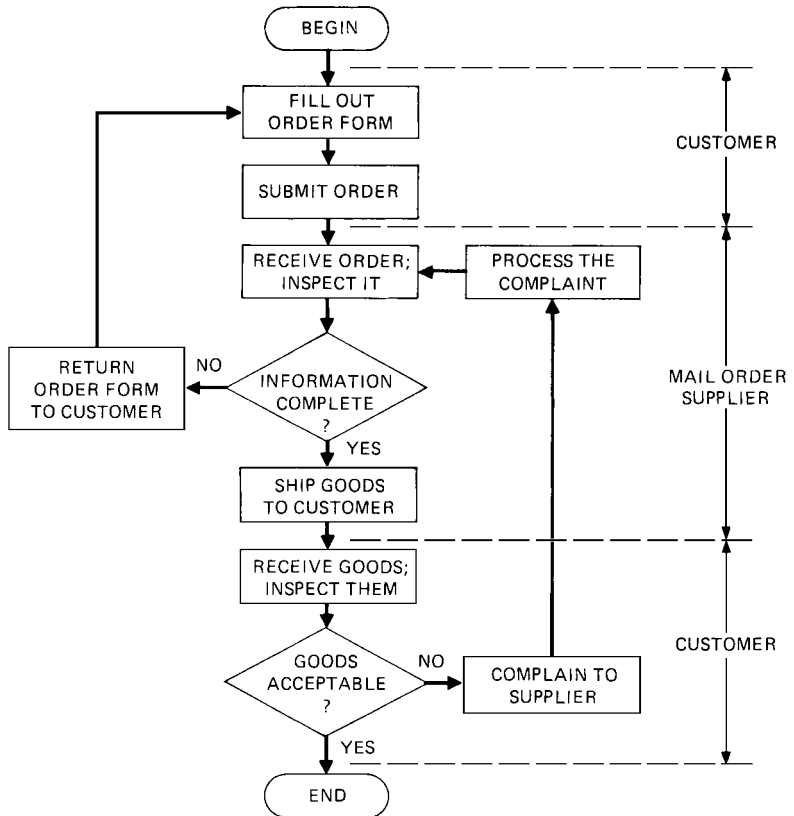 BEGIN
FILL OUT
ORDER FORM
CUSTOMER
SUBMIT ORDER
RECEIVE ORDER;
INSPECT IT
PROCESS THE
COMPLAINT
RETURN
ORDER FORM
TO CUSTOMER
NO
INFORMATION
COMPLETE
?
YES
MAIL ORDER
SUPPLIER
SHIP GOODS
TO CUSTOMER
RECEIVE GOODS;
INSPECT THEM
GOODS
ACCEPTABLE
?
NO
COMPLAIN TO
SUPPLIER
CUSTOMER
YES
END